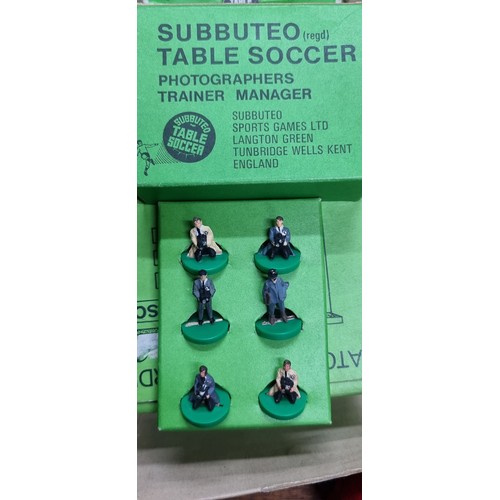 SUBBUTEO (regd)
TABLE SOCCER
PHOTOGRAPHERS
TRAINER MANAGER
SUBBUTEO
TABLE
SOCCER
SUBBUTEO
SPORTS GAMES LTD
LANGTON GREEN
TUNBRIDGE WELLS KENT
ENGLAND